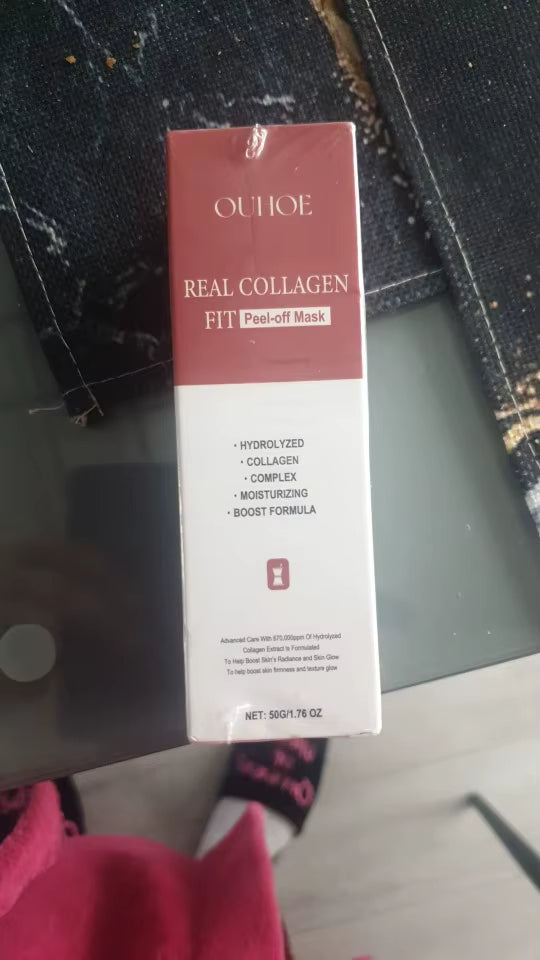 OUHOE
REAL COLLAGEN
FIT Peel-off Mask
· HYDROLYZED
· COLLAGEN
· COMPLEX
· MOISTURIZING
· BOOST FORMULA
Advanced Care With 670,000ppm Of Hydrolyzed
Collagen Extract Is Formulated
To Help Boost Skin's Radiance and Skin Glow
To help boost skin firmness and texture glow
NET: 50G/1.76 OZ